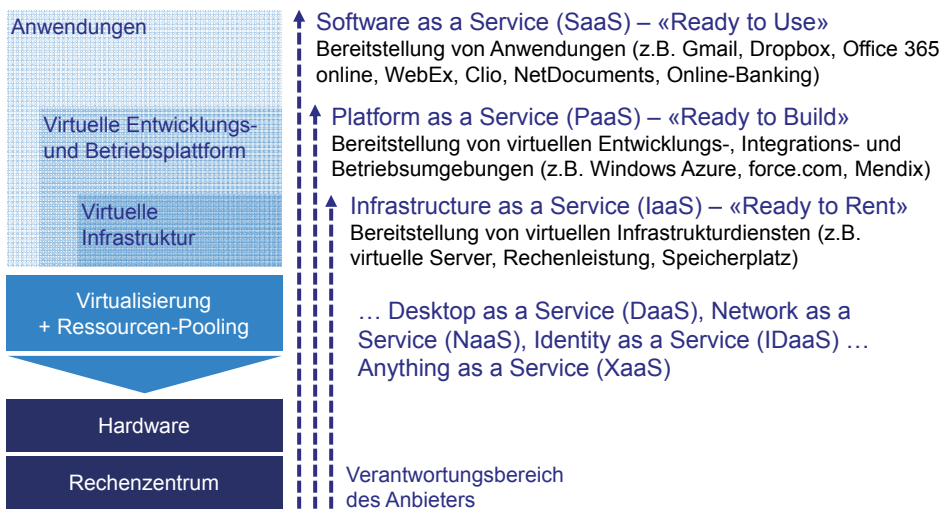 Anwendungen
Virtuelle Entwicklungs-
und Betriebsplattform
Virtuelle
Infrastruktur
Virtualisierung
+ Ressourcen-Pooling
Hardware
Rechenzentrum
Software as a Service (SaaS) – «Ready to Use»
Bereitstellung von Anwendungen (z.B. Gmail, Dropbox, Office 365
online, WebEx, Clio, NetDocuments, Online-Banking)
Platform as a Service (PaaS) – «Ready to Build»
Bereitstellung von virtuellen Entwicklungs-, Integrations- und
Betriebsumgebungen (z.B. Windows Azure, force.com, Mendix)
Infrastructure as a Service (IaaS) – «Ready to Rent»
Bereitstellung von virtuellen Infrastrukturdiensten (z.B.
virtuelle Server, Rechenleistung, Speicherplatz)
… Desktop as a Service (DaaS), Network as a
Service (NaaS), Identity as a Service (IDaaS) …
Anything as a Service (XaaS)
Verantwortungsbereich
des Anbieters